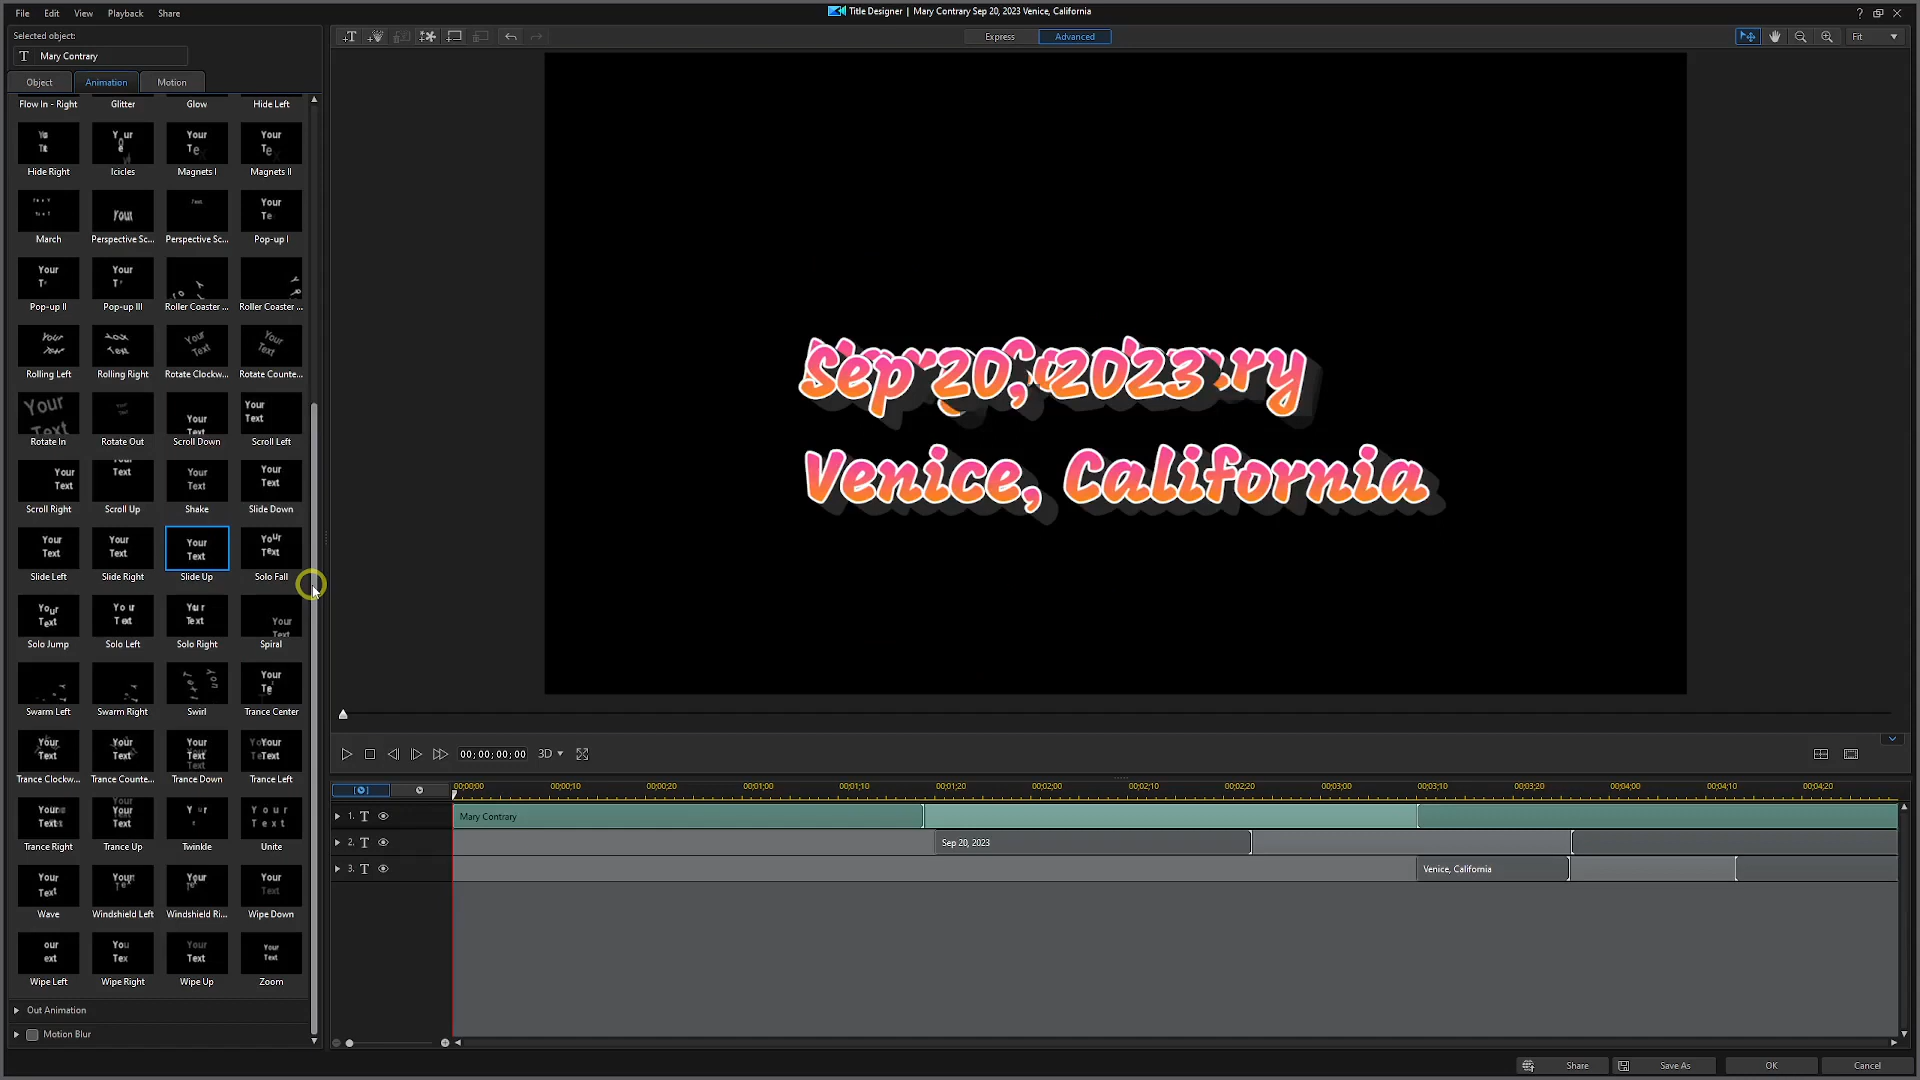 File Edit View Playback Share
Title Designer | Mary Contrary Sep 20, 2023 Venice, California
Selected object:
T Mary Contrary
Express Advanced
Fit
Object Animation Motion
Flow In - Right Glitter Glow Hide Left
Hide Right Icicles Magnets I Magnets II
March Perspective Sc... Perspective Sc... Pop-up I
Pop-up II Pop-up III Roller Coaster ... Roller Coaster ...
Rolling Left Rolling Right Rotate Clockw... Rotate Counte...
Rotate In Rotate Out Scroll Down Scroll Left
Scroll Right Scroll Up Shake Slide Down
Slide Left Slide Right Slide Up Solo Fall
Solo Jump Solo Left Solo Right Spiral
Swarm Left Swarm Right Swirl Trance Center
Trance Clockw... Trance Counte... Trance Down Trance Left
Trance Right Trance Up Twinkle Unite
Wave Windshield Left Windshield Ri... Wipe Down
Wipe Left Wipe Right Wipe Up Zoom
Out Animation
Motion Blur
Sep 20, 2023
Venice, California
00;00;00;00 3D
00;00;00 00;00;10 00;00;20 00;01;00 00;01;10 00;01;20 00;02;00 00;02;10 00;02;20 00;03;00 00;03;10 00;03;20 00;04;00 00;04;10 00;04;20
1. T Mary Contrary
2. T Sep 20, 2023
3. T Venice, California
Share Save As OK Cancel